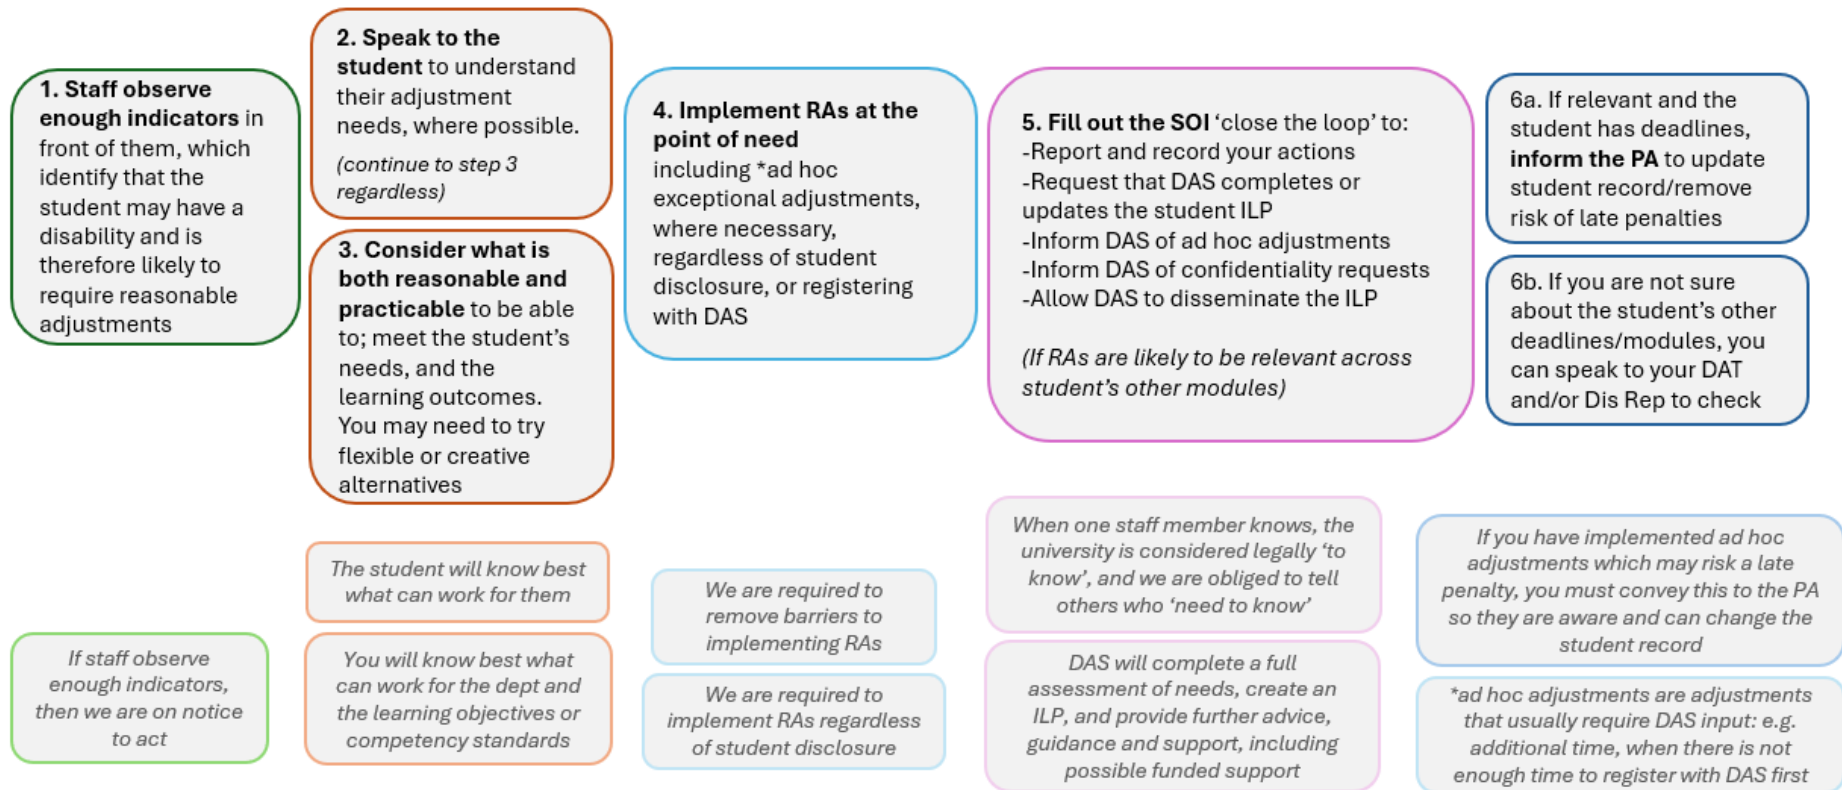 1. Staff observe
enough indicators in
front of them, which
identify that the
student may have a
disability and is
therefore likely to
require reasonable
adjustments
2. Speak to the
student to understand
their adjustment
needs, where possible.
(continue to step 3
regardless)
3. Consider what is
both reasonable and
practicable to be able
to; meet the student’s
needs, and the
learning outcomes.
You may need to try
flexible or creative
alternatives
4. Implement RAs at the
point of need
including *ad hoc
exceptional adjustments,
where necessary,
regardless of student
disclosure, or registering
with DAS
5. Fill out the SOI ‘close the loop’ to:
-Report and record your actions
-Request that DAS completes or
updates the student ILP
-Inform DAS of ad hoc adjustments
-Inform DAS of confidentiality requests
-Allow DAS to disseminate the ILP
(If RAs are likely to be relevant across
student’s other modules)
6a. If relevant and the
student has deadlines,
inform the PA to update
student record/remove
risk of late penalties
6b. If you are not sure
about the student’s other
deadlines/modules, you
can speak to your DAT
and/or Dis Rep to check
If staff observe
enough indicators,
then we are on notice
to act
The student will know best
what can work for them
You will know best what
can work for the dept and
the learning objectives or
competency standards
We are required to
remove barriers to
implementing RAs
We are required to
implement RAs regardless
of student disclosure
When one staff member knows, the
university is considered legally ‘to
know’, and we are obliged to tell
others who ‘need to know’
DAS will complete a full
assessment of needs, create an
ILP, and provide further advice,
guidance and support, including
possible funded support
If you have implemented ad hoc
adjustments which may risk a late
penalty, you must convey this to the PA
so they are aware and can change the
student record
*ad hoc adjustments are adjustments
that usually require DAS input: e.g.
additional time, when there is not
enough time to register with DAS first